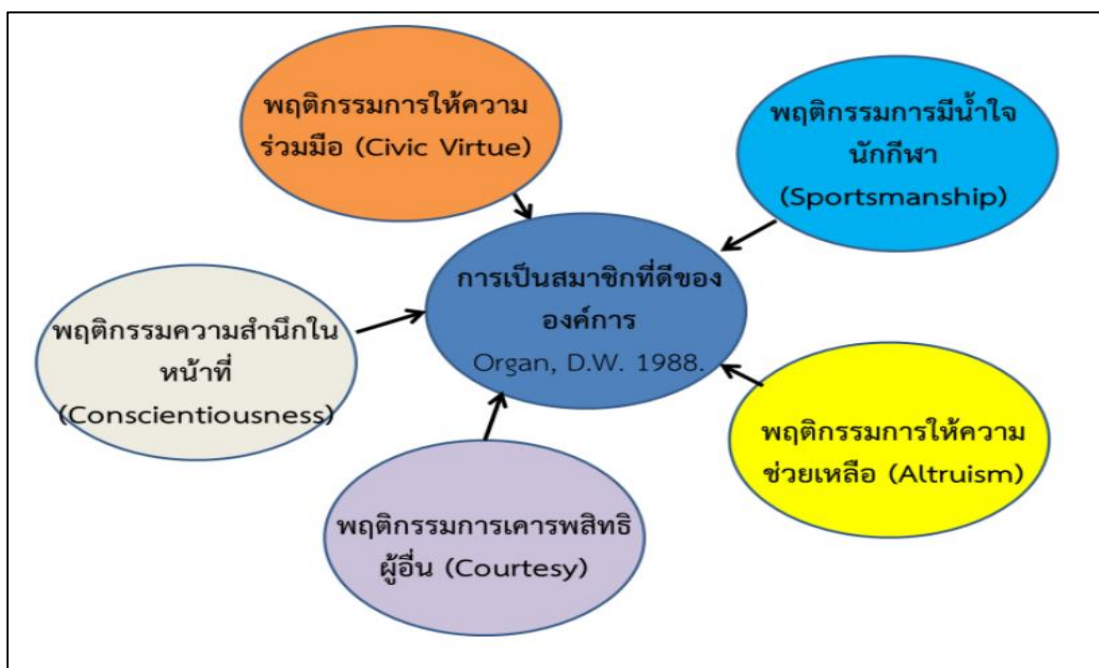 พฤติกรรมการให้ความ
ร่วมมือ (Civic Virtue)
พฤติกรรมการมีน้ำใจ
นักกีฬา
(Sportsmanship)
การเป็นสมาชิกที่ดีของ
องค์การ
Organ, D.W. 1988.
พฤติกรรมความสำนึกใน
หน้าที่
(Conscientiousness)
พฤติกรรมการให้ความ
ช่วยเหลือ (Altruism)
พฤติกรรมการเคารพสิทธิ
ผู้อื่น (Courtesy)